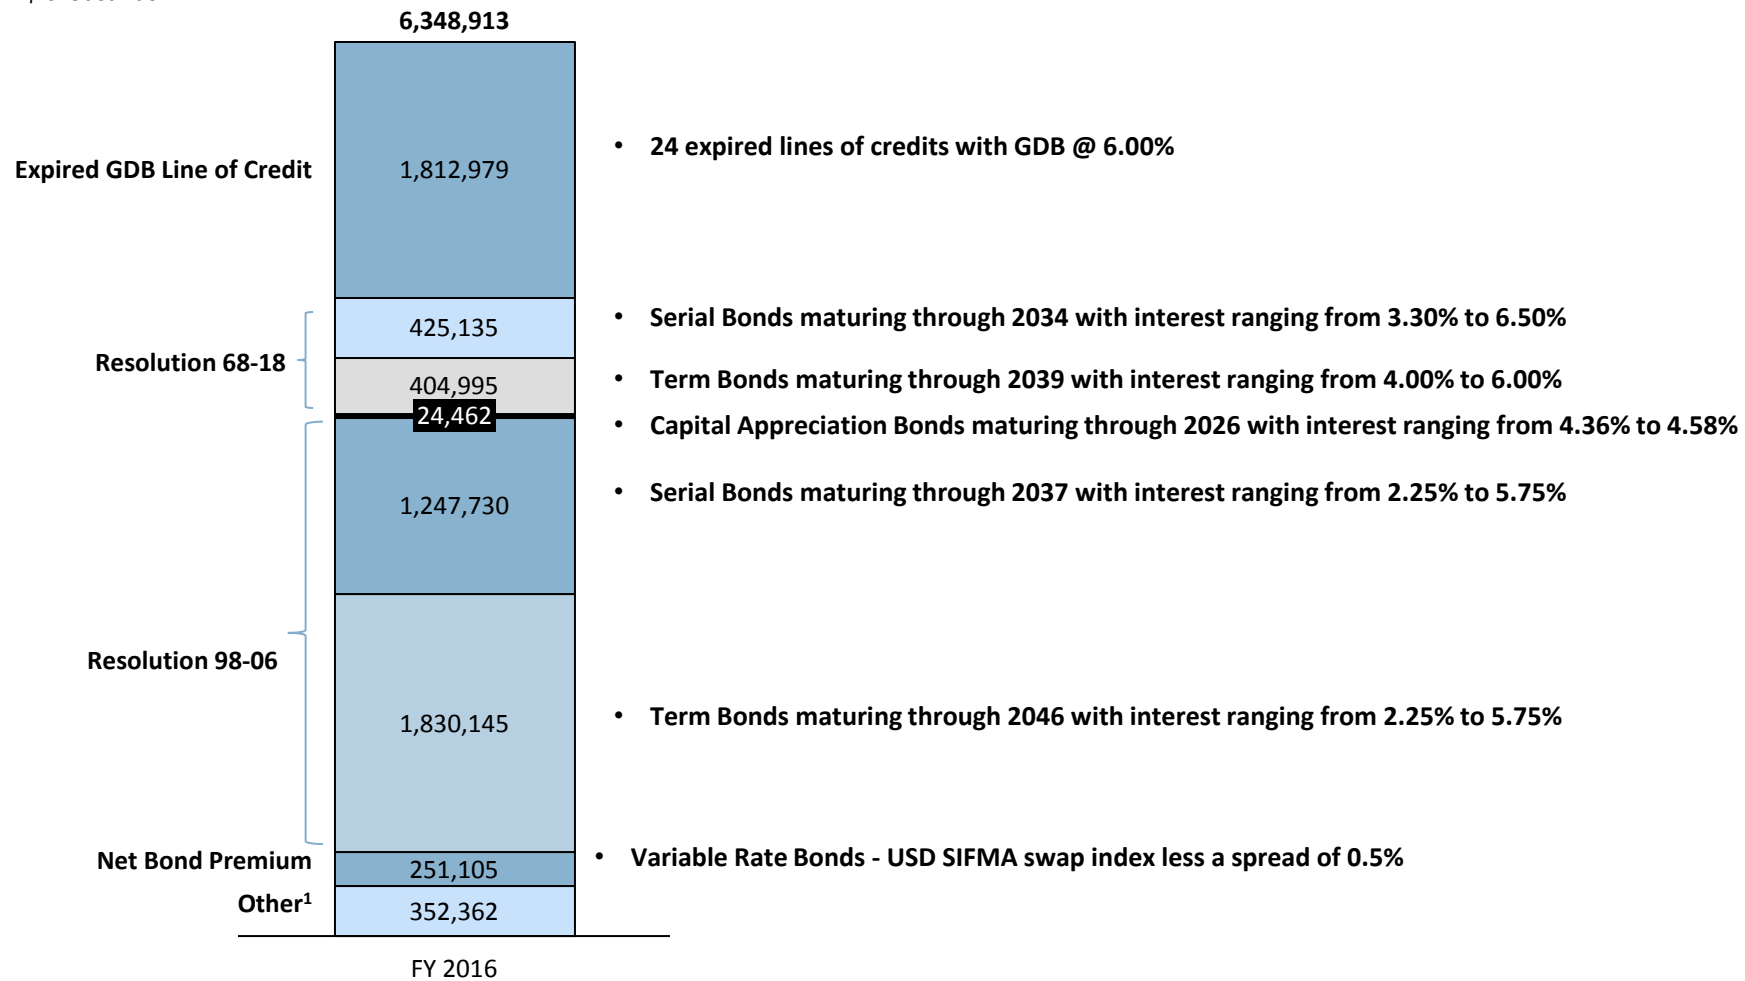 6,348,913
Expired GDB Line of Credit
1,812,979
• 24 expired lines of credits with GDB @ 6.00%
425,135
• Serial Bonds maturing through 2034 with interest ranging from 3.30% to 6.50%
Resolution 68-18
404,995
• Term Bonds maturing through 2039 with interest ranging from 4.00% to 6.00%
24,462
• Capital Appreciation Bonds maturing through 2026 with interest ranging from 4.36% to 4.58%
1,247,730
• Serial Bonds maturing through 2037 with interest ranging from 2.25% to 5.75%
Resolution 98-06
1,830,145
• Term Bonds maturing through 2046 with interest ranging from 2.25% to 5.75%
Net Bond Premium
251,105
• Variable Rate Bonds - USD SIFMA swap index less a spread of 0.5%
Other¹
352,362
FY 2016